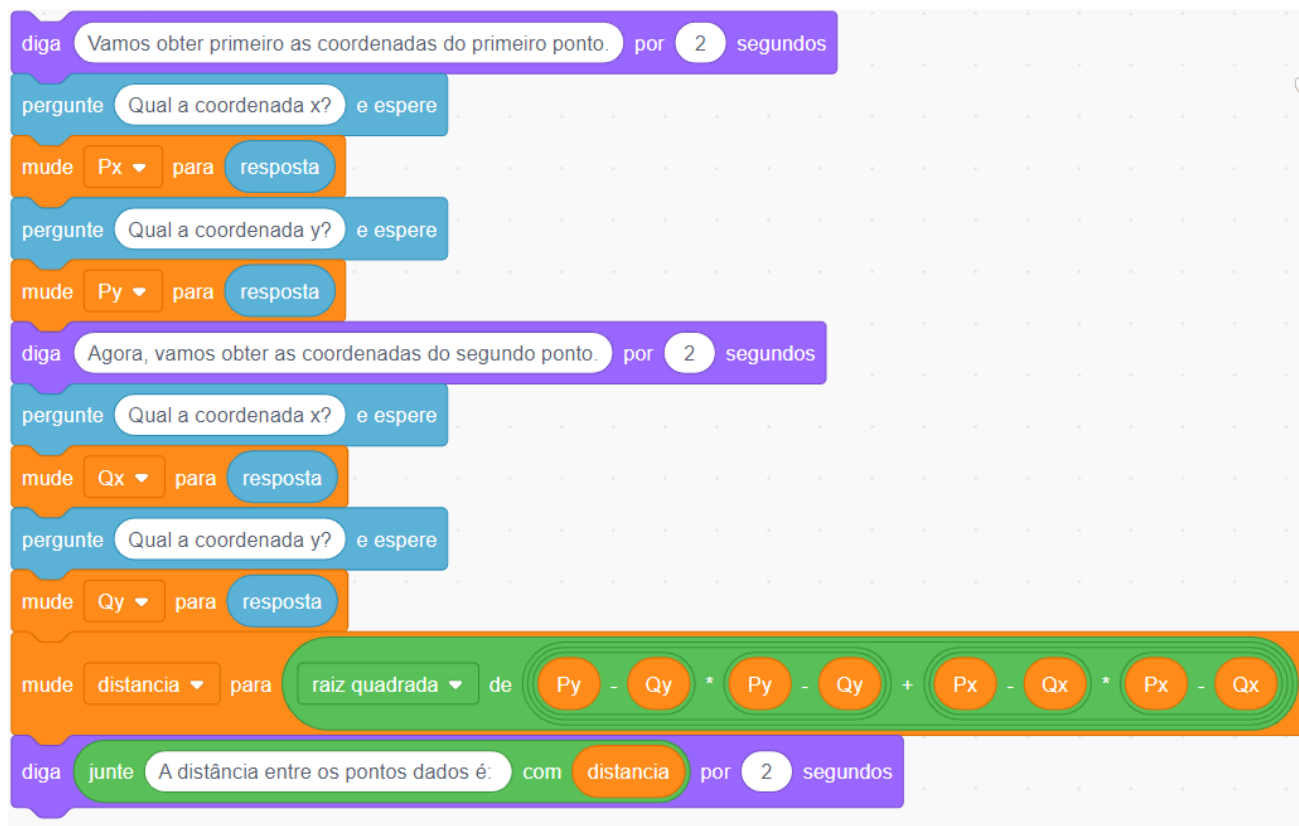 diga Vamos obter primeiro as coordenadas do primeiro ponto. por 2 segundos
pergunte Qual a coordenada x? e espere
mude Px para resposta
pergunte Qual a coordenada y? e espere
mude Py para resposta
diga Agora, vamos obter as coordenadas do segundo ponto. por 2 segundos
pergunte Qual a coordenada x? e espere
mude Qx para resposta
pergunte Qual a coordenada y? e espere
mude Qy para resposta
mude distancia para raiz quadrada de Py - Qy * Py - Qy + Px - Qx * Px - Qx
diga junte A distância entre os pontos dados é: com distancia por 2 segundos